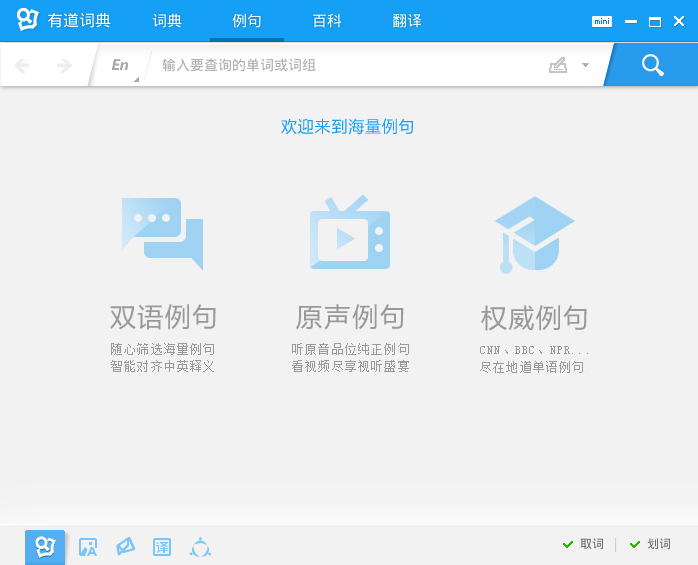 有道词典 词典 例句 百科 翻译 mini
En 输入要查询的单词或词组
欢迎来到海量例句
双语例句 原声例句 权威例句
随心筛选海量例句 听原音品位纯正例句 CNN、BBC、NPR...
智能对齐中英释义 看视频尽享视听盛宴 尽在地道单语例句
A 译 取词 划词